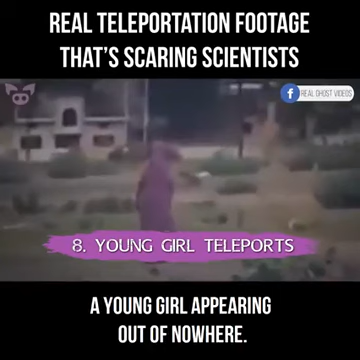 REAL TELEPORTATION FOOTAGE
THAT'S SCARING SCIENTISTS
f REAL GHOST VIDEOS
8. YOUNG GIRL TELEPORTS
A YOUNG GIRL APPEARING
OUT OF NOWHERE.